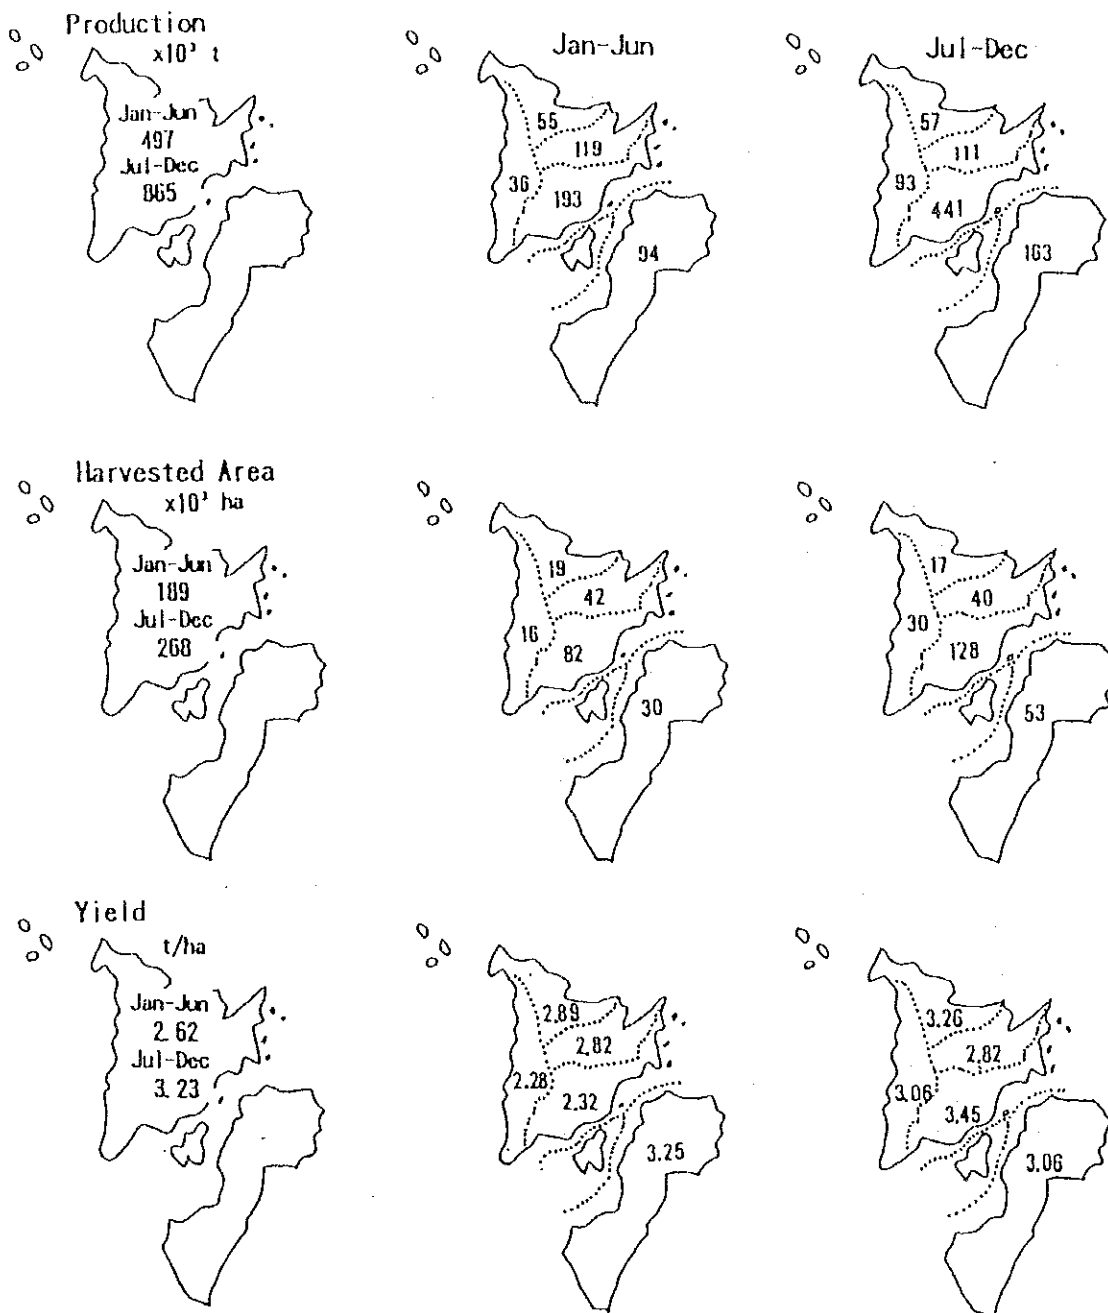 Production
x10³ t
Jan-Jun
497
Jul-Dec
865
Jan-Jun
55
119
36
193
94
Jul-Dec
57
111
93
441
163
Harvested Area
x10³ ha
Jan-Jun
189
Jul-Dec
268
19
42
16
82
30
17
40
30
128
53
Yield
t/ha
Jan-Jun
2.62
Jul-Dec
3.23
2.89
2.82
2.28
2.32
3.25
3.26
2.82
3.06
3.45
3.06